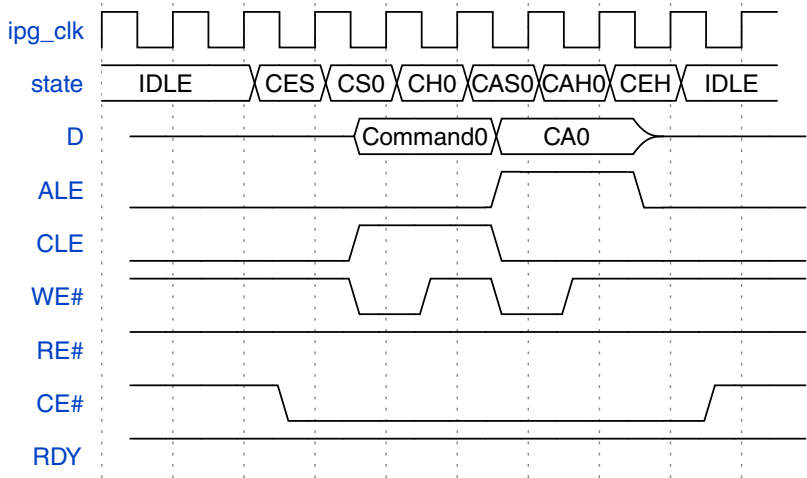 ipg_clk
state IDLE CES CS0 CH0 CAS0 CAH0 CEH IDLE
D Command0 CA0
ALE
CLE
WE#
RE#
CE#
RDY